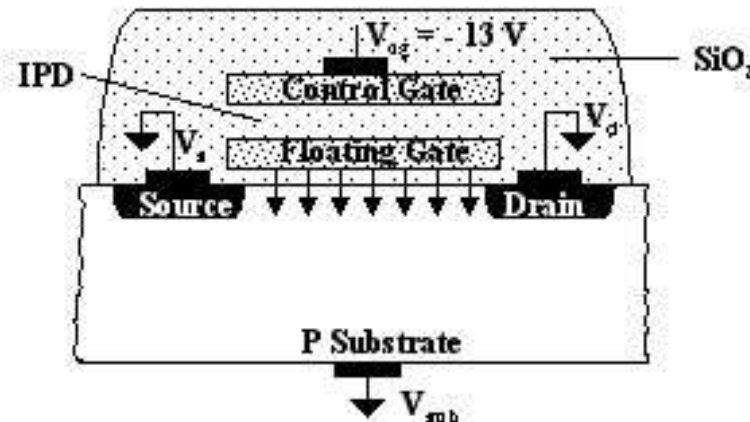 V_cg = - 13 V
SiO₂
IPD
Control Gate
V_s
V_d
Floating Gate
Source
Drain
P Substrate
V_sub